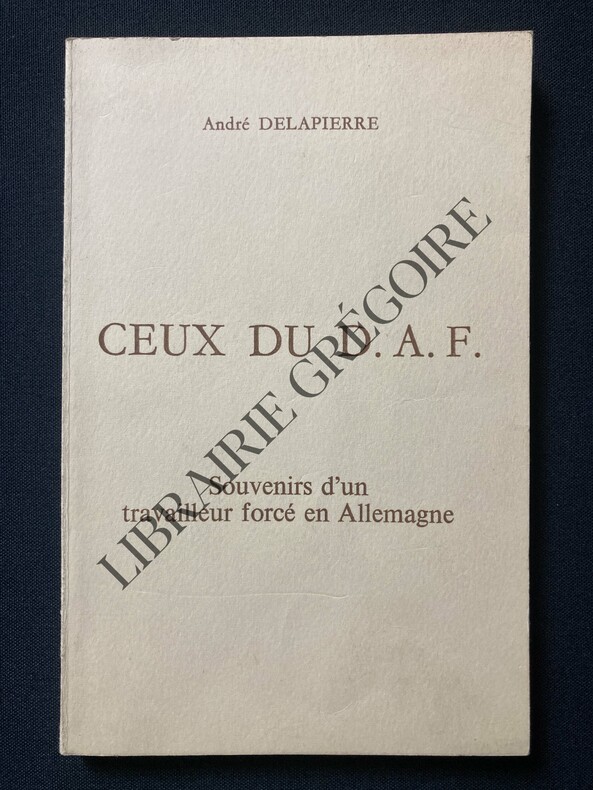 André DELAPIERRE
CEUX DU D. A. F.
Souvenirs d'un
travailleur forcé en Allemagne
LIBRAIRIE GRÉGOIRE